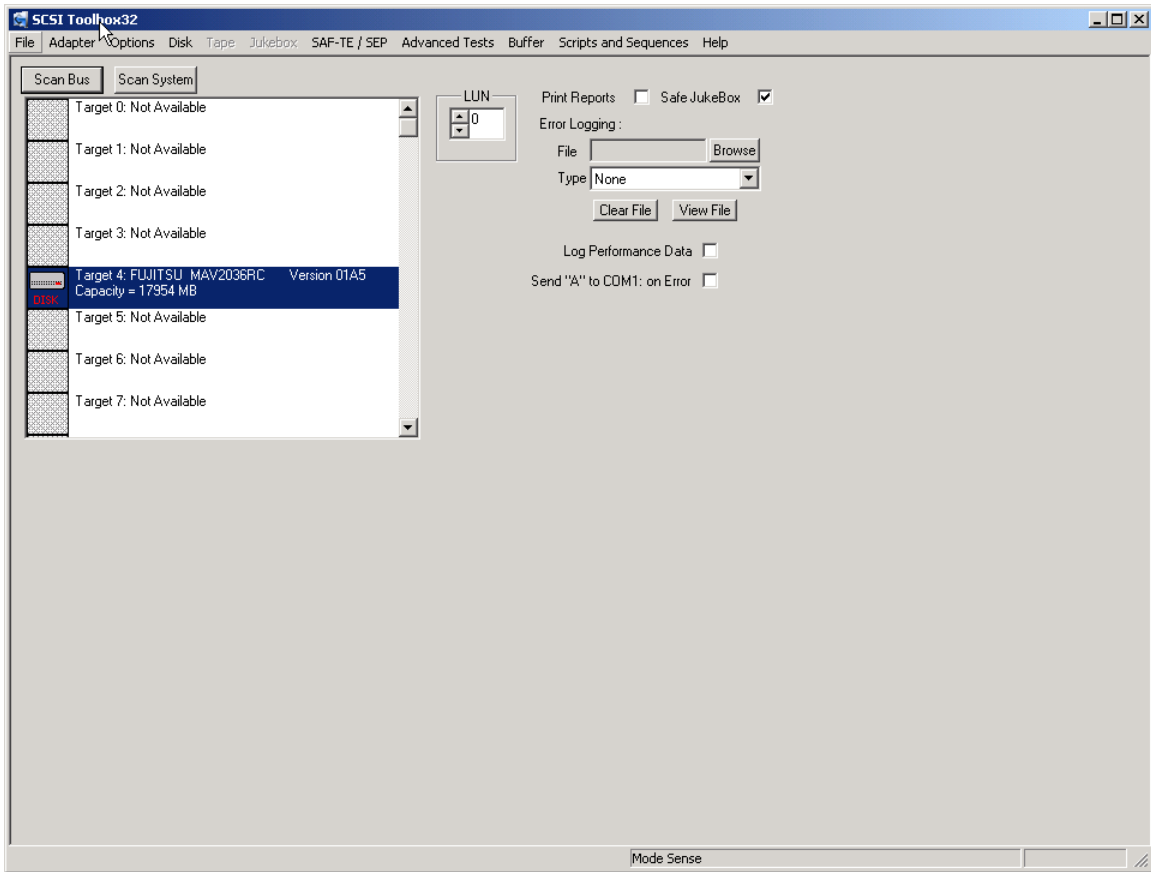 SCSI Toolbox32
File Adapter Options Disk Tape Jukebox SAF-TE / SEP Advanced Tests Buffer Scripts and Sequences Help
Scan Bus Scan System
Target 0: Not Available
Target 1: Not Available
Target 2: Not Available
Target 3: Not Available
DISK
Target 4: FUJITSU MAV2036RC Version 01A5
Capacity = 17954 MB
Target 5: Not Available
Target 6: Not Available
Target 7: Not Available
LUN
0
Print Reports Safe JukeBox
Error Logging :
File Browse
Type None
Clear File View File
Log Performance Data
Send "A" to COM1: on Error
Mode Sense